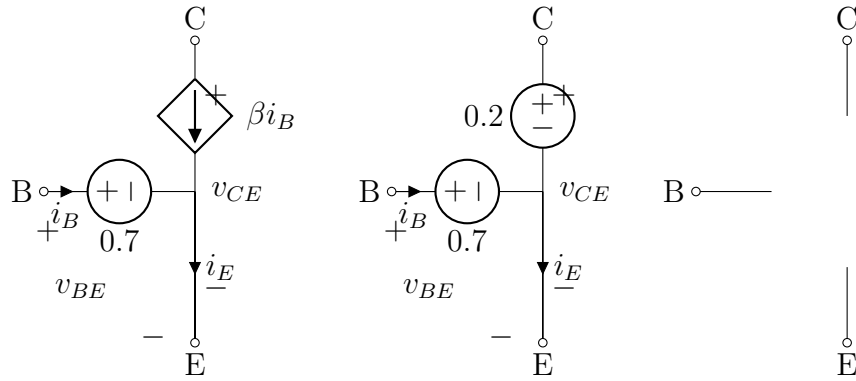 C C C
+ βi_B 0.2 + + −
B + − v_CE B + − v_CE B
i_B i_B
+ 0.7 + 0.7
i_E i_E
v_BE − v_BE −
− −
E E E